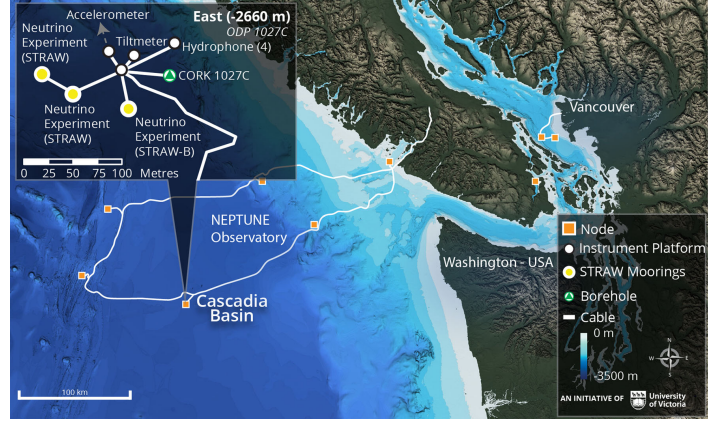 Accelerometer
East (-2660 m)
ODP 1027C
Neutrino
Experiment
(STRAW)
Tiltmeter
Hydrophone (4)
CORK 1027C
Neutrino
Experiment
(STRAW)
Neutrino
Experiment
(STRAW-B)
0 25 50 75 100 Metres
Vancouver
NEPTUNE
Observatory
Washington - USA
Cascadia
Basin
100 km
Node
Instrument Platform
STRAW Moorings
Borehole
Cable
0 m
-3500 m
N
W E
S
AN INITIATIVE OF
University
of Victoria